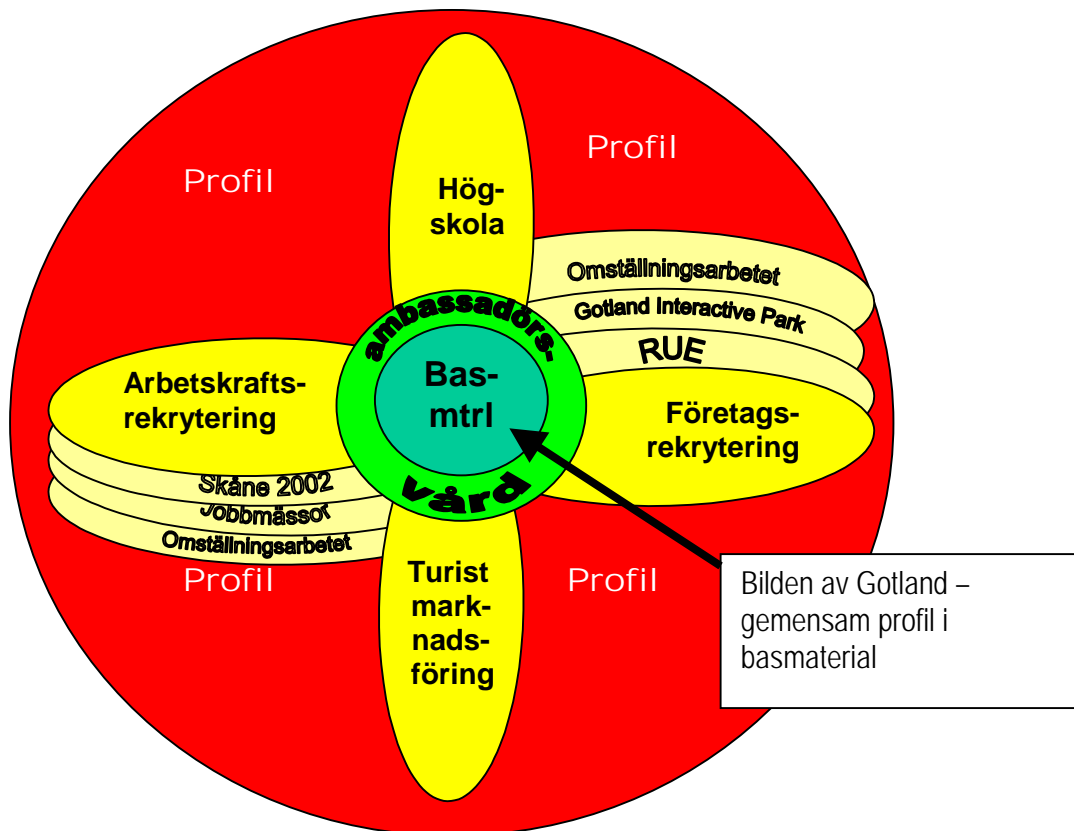 Profil
Profil
Hög-
skola
Omställningsarbetet
Gotland Interactive Park
RUE
ambassadörs-
Bas-
mtrl
vård
Arbetskrafts-
rekrytering
Företags-
rekrytering
Skåne 2002
Jobbmässor
Omställningsarbetet
Profil
Turist
mark-
nads-
föring
Profil
Bilden av Gotland –
gemensam profil i
basmaterial